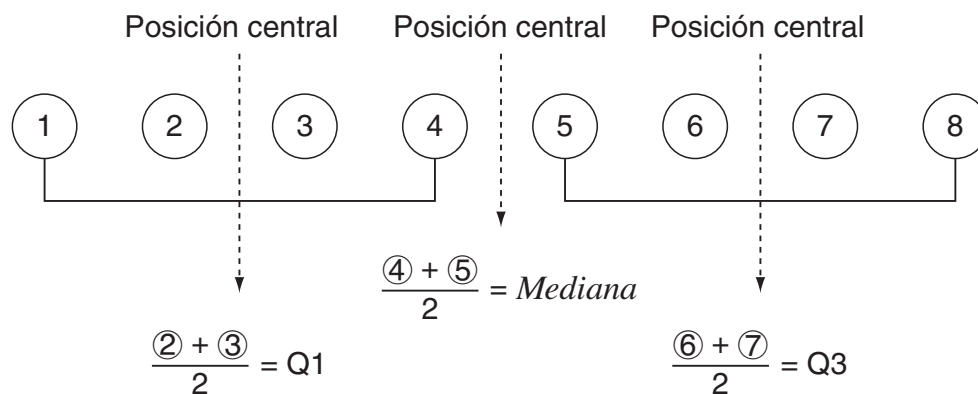 Posición central Posición central Posición central
1 2 3 4 5 6 7 8
(④ + ⑤) / 2 = Mediana
(② + ③) / 2 = Q1 (⑥ + ⑦) / 2 = Q3